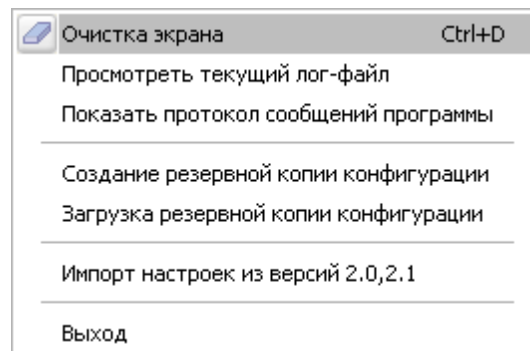 Очистка экрана Ctrl+D
Просмотреть текущий лог-файл
Показать протокол сообщений программы
Создание резервной копии конфигурации
Загрузка резервной копии конфигурации
Импорт настроек из версий 2.0,2.1
Выход